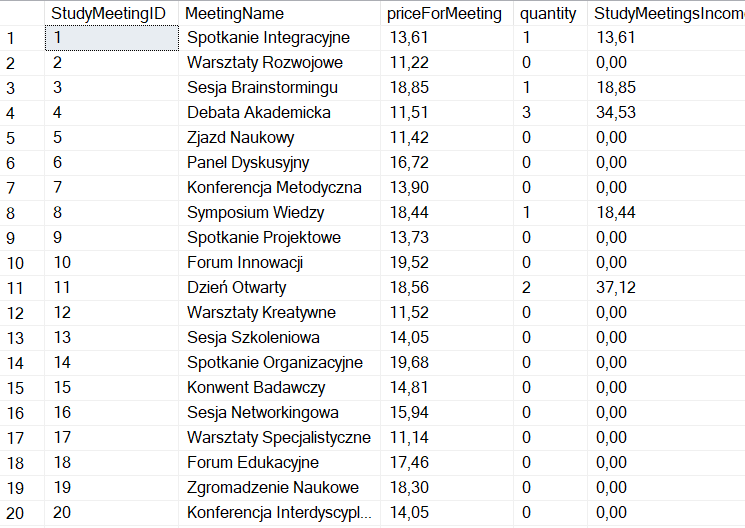 StudyMeetingID MeetingName priceForMeeting quantity StudyMeetingsIncome
1 1 Spotkanie Integracyjne 13,61 1 13,61
2 2 Warsztaty Rozwojowe 11,22 0 0,00
3 3 Sesja Brainstormingu 18,85 1 18,85
4 4 Debata Akademicka 11,51 3 34,53
5 5 Zjazd Naukowy 11,42 0 0,00
6 6 Panel Dyskusyjny 16,72 0 0,00
7 7 Konferencja Metodyczna 13,90 0 0,00
8 8 Symposium Wiedzy 18,44 1 18,44
9 9 Spotkanie Projektowe 13,73 0 0,00
10 10 Forum Innowacji 19,52 0 0,00
11 11 Dzień Otwarty 18,56 2 37,12
12 12 Warsztaty Kreatywne 11,52 0 0,00
13 13 Sesja Szkoleniowa 14,05 0 0,00
14 14 Spotkanie Organizacyjne 19,68 0 0,00
15 15 Konwent Badawczy 14,81 0 0,00
16 16 Sesja Networkingowa 15,94 0 0,00
17 17 Warsztaty Specjalistyczne 11,14 0 0,00
18 18 Forum Edukacyjne 17,46 0 0,00
19 19 Zgromadzenie Naukowe 18,30 0 0,00
20 20 Konferencja Interdyscypl... 14,05 0 0,00